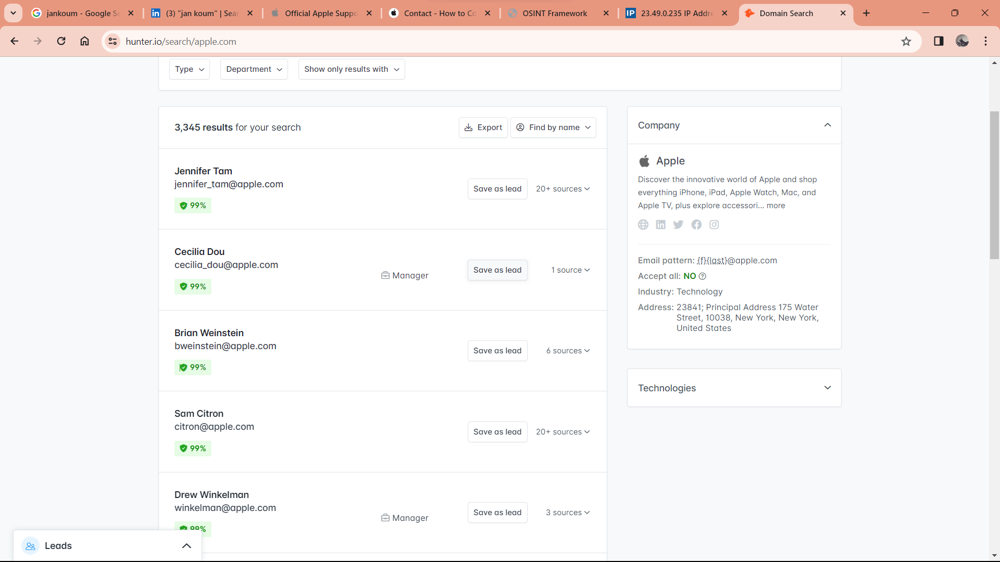 jankoum - Google Se
(3) "jan koum" | Sear
Official Apple Suppo
Contact - How to Co
OSINT Framework
IP 23.49.0.235 IP Addre
Domain Search
hunter.io/search/apple.com
Type
Department
Show only results with
3,345 results for your search
Export
Find by name
Jennifer Tam
jennifer_tam@apple.com
99%
Save as lead
20+ sources
Cecilia Dou
cecilia_dou@apple.com
99%
Manager
Save as lead
1 source
Brian Weinstein
bweinstein@apple.com
99%
Save as lead
6 sources
Sam Citron
citron@apple.com
99%
Save as lead
20+ sources
Drew Winkelman
winkelman@apple.com
99%
Manager
Save as lead
3 sources
Leads
Company
Apple
Discover the innovative world of Apple and shop
everything iPhone, iPad, Apple Watch, Mac, and
Apple TV, plus explore accessori... more
Email pattern: {f}{last}@apple.com
Accept all: NO
Industry: Technology
Address: 23841; Principal Address 175 Water
Street, 10038, New York, New York,
United States
Technologies